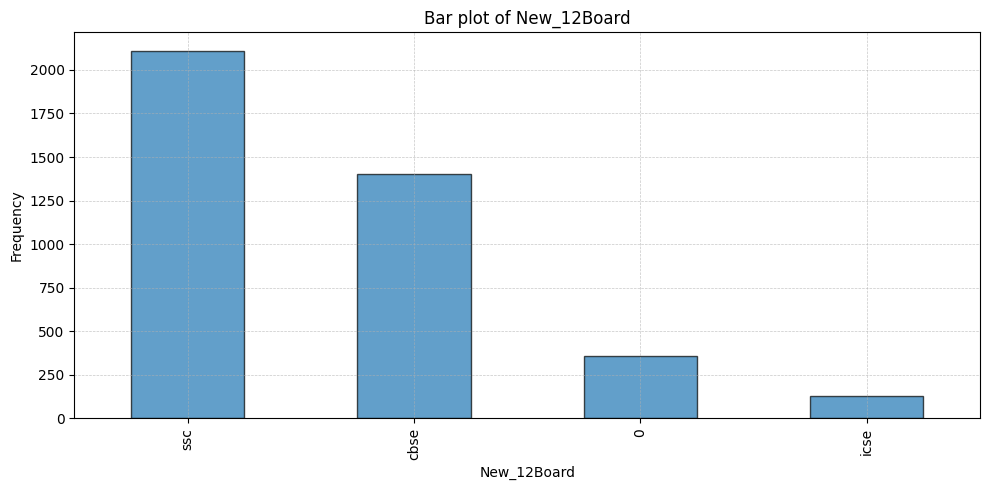 Bar plot of New_12Board
Frequency
2000
1750
1500
1250
1000
750
500
250
0
ssc
cbse
0
icse
New_12Board